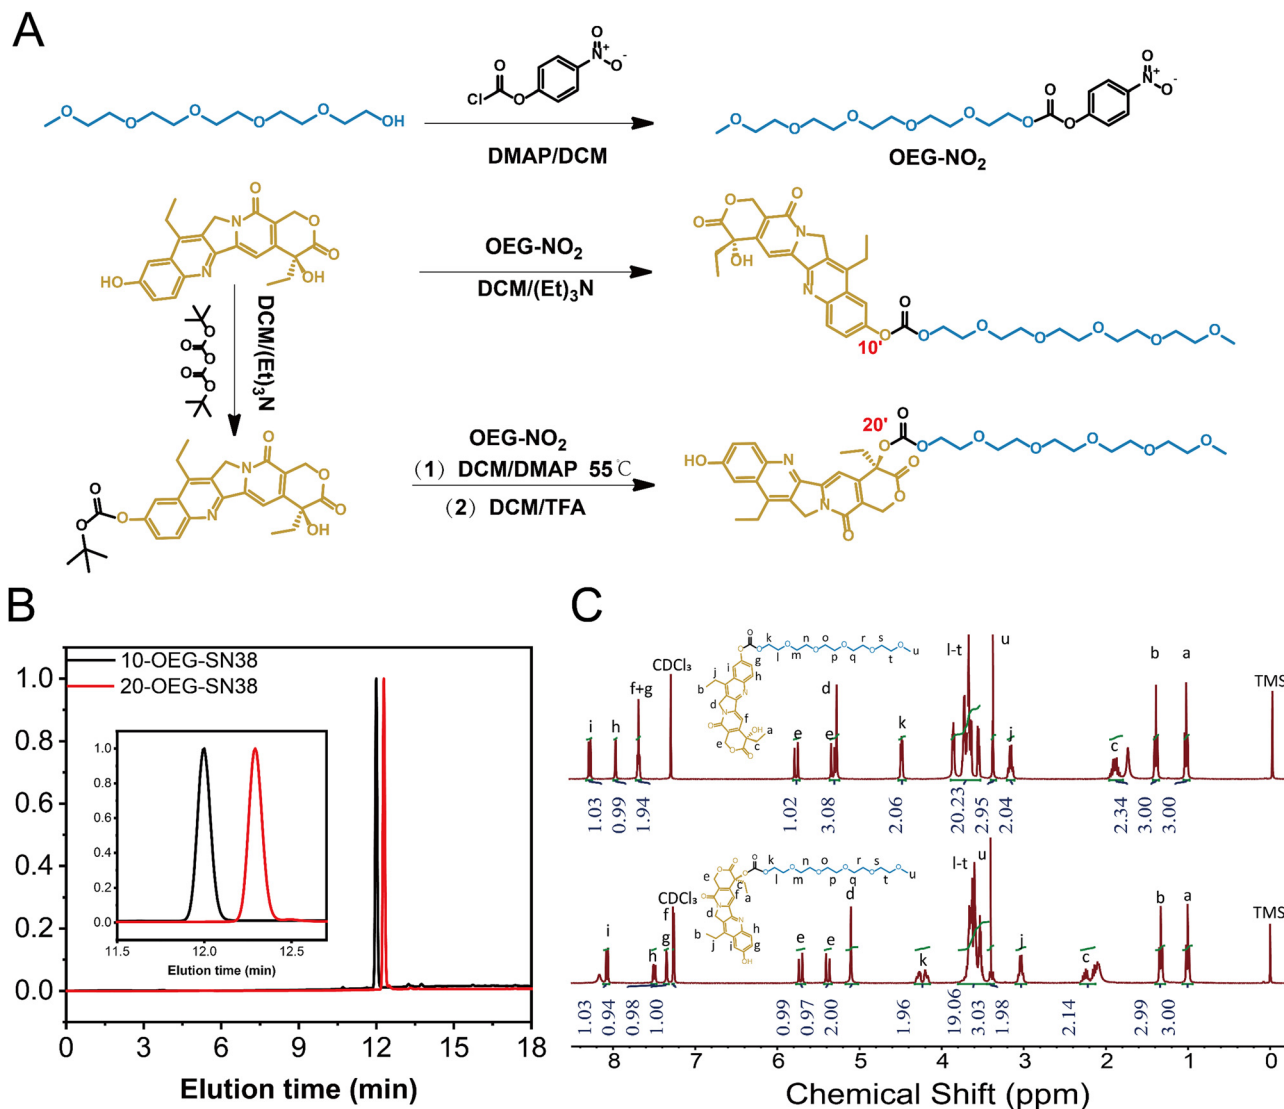 A
O
N+
O-
O
Cl
O
O
O
O
O
O
OH
DMAP/DCM
O
O
O
O
O
O
O
O
N+
O-
O
OEG-NO₂
O
N
O
O
HO
N
OH
OEG-NO₂
DCM/(Et)₃N
O
O
O
N
OH
N
O
O
O
10'
O
O
O
O
O
DCM/(Et)₃N
O
O
O
O
O
O
N
O
O
O
O
O
N
OH
OEG-NO₂
(1) DCM/DMAP 55℃
(2) DCM/TFA
20'
O
O
O
O
O
O
O
O
HO
N
N
O
O
O
B
10-OEG-SN38
20-OEG-SN38
1.0
0.8
0.6
0.4
0.2
0.0
1.0
0.8
0.6
0.4
0.2
0.0
11.5 12.0 12.5
Elution time (min)
0 3 6 9 12 15 18
Elution time (min)
C
i
h
f+g
CDCl₃
e
e
d
k
l-t
u
j
c
b
a
TMS
k l m n o p q r s t u
i g h j b d f a c e
1.03
0.99
1.94
1.02
3.08
2.06
20.23
2.95
2.04
2.34
3.00
3.00
i
h
g
f
CDCl₃
e
e
d
k
l-t
u
j
c
b
a
TMS
k l m n o p q r s t u
e c f a d b j i h g
1.03
0.94
0.98
1.00
0.99
0.97
2.00
1.96
19.06
3.03
1.98
2.14
2.99
3.00
8 7 6 5 4 3 2 1 0
Chemical Shift (ppm)